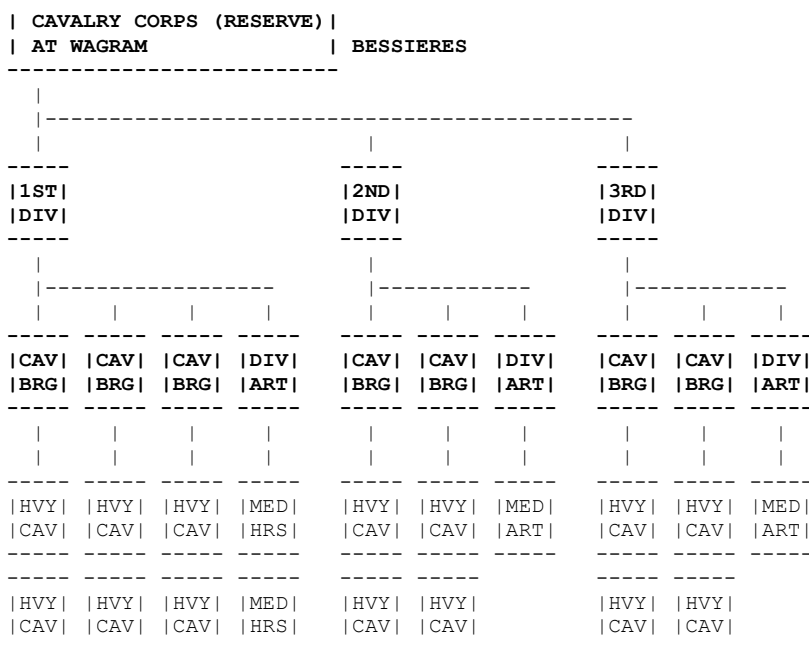 | CAVALRY CORPS (RESERVE)|
| AT WAGRAM | BESSIERES
|1ST| |2ND| |3RD|
|DIV| |DIV| |DIV|
|CAV| |CAV| |CAV| |DIV| |CAV| |CAV| |DIV| |CAV| |CAV| |DIV|
|BRG| |BRG| |BRG| |ART| |BRG| |BRG| |ART| |BRG| |BRG| |ART|
|HVY| |HVY| |HVY| |MED| |HVY| |HVY| |MED| |HVY| |HVY| |MED|
|CAV| |CAV| |CAV| |HRS| |CAV| |CAV| |ART| |CAV| |CAV| |ART|
|HVY| |HVY| |HVY| |MED| |HVY| |HVY| |HVY| |HVY|
|CAV| |CAV| |CAV| |HRS| |CAV| |CAV| |CAV| |CAV|